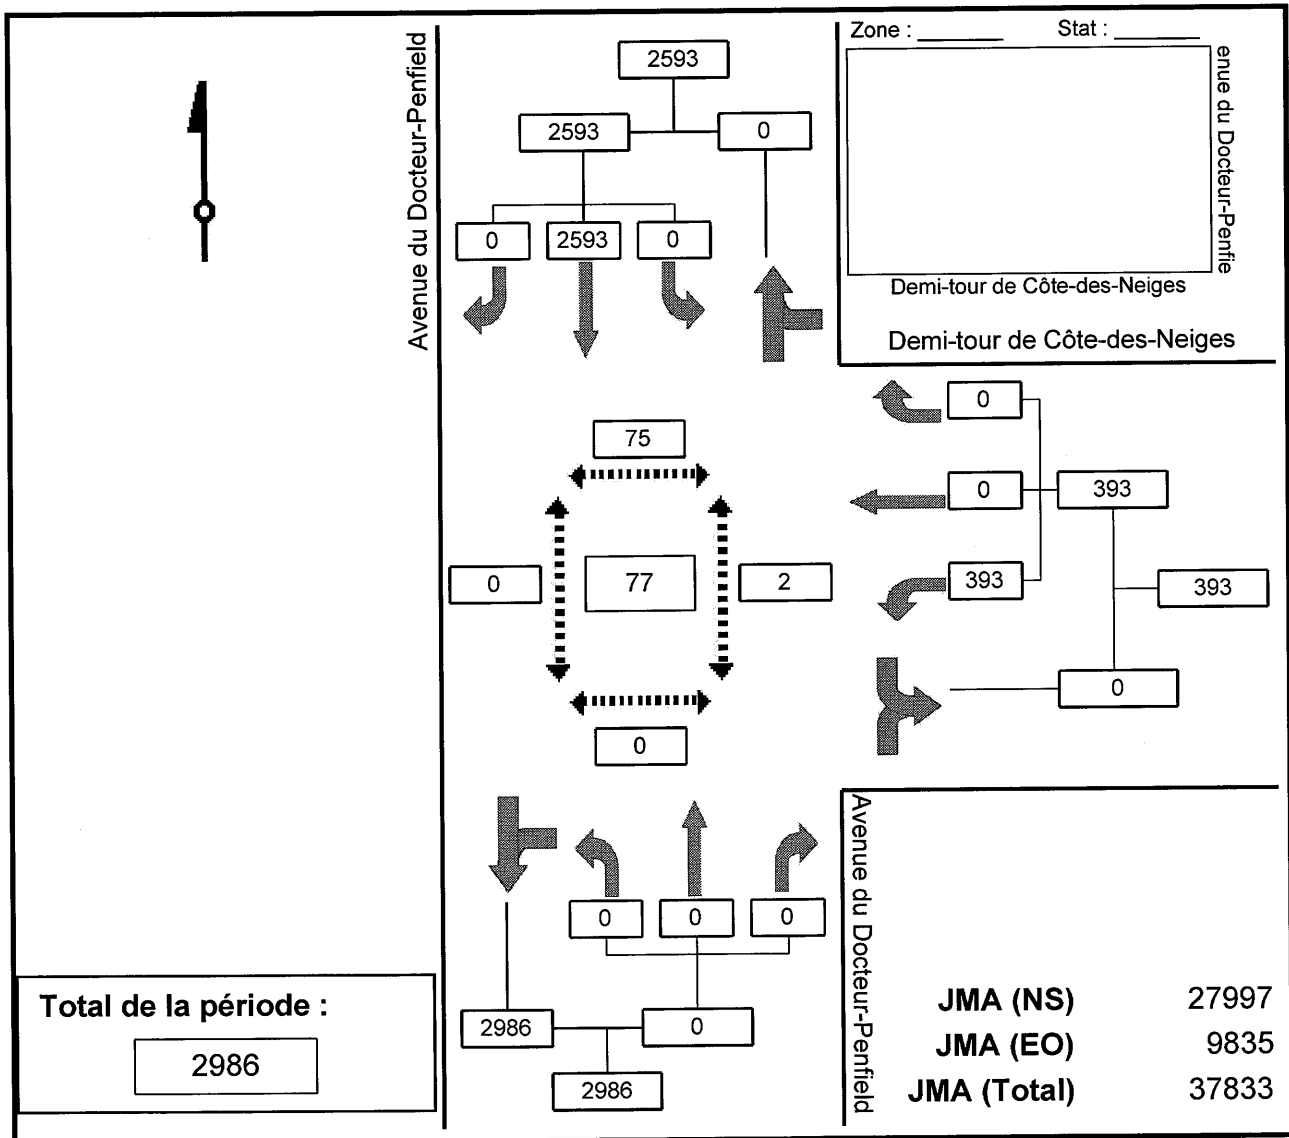 Avenue du Docteur-Penfield
2593
2593
0
0
2593
0
Zone :
Stat :
enue du Docteur-Penfie
Demi-tour de Côte-des-Neiges
Demi-tour de Côte-des-Neiges
0
0
393
393
393
0
75
0
77
2
0
0
0
0
2986
0
2986
Total de la période :
2986
Avenue du Docteur-Penfield
JMA (NS) 27997
JMA (EO) 9835
JMA (Total) 37833